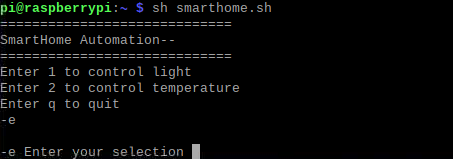 pi@raspberrypi:~ $ sh smarthome.sh
=============================
SmartHome Automation--
=============================
Enter 1 to control light
Enter 2 to control temperature
Enter q to quit
-e
-e Enter your selection